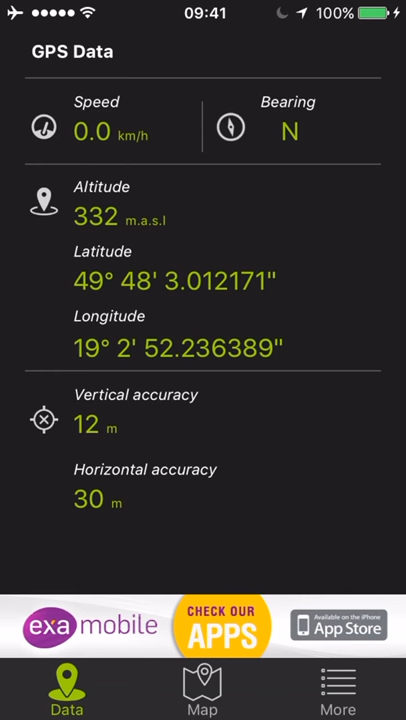 09:41
100%
GPS Data
Speed
0.0 km/h
Bearing
N
Altitude
332 m.a.s.l
Latitude
49° 48' 3.012171"
Longitude
19° 2' 52.236389"
Vertical accuracy
12 m
Horizontal accuracy
30 m
exa mobile
CHECK OUR
APPS
Available on the iPhone
App Store
Data
Map
More